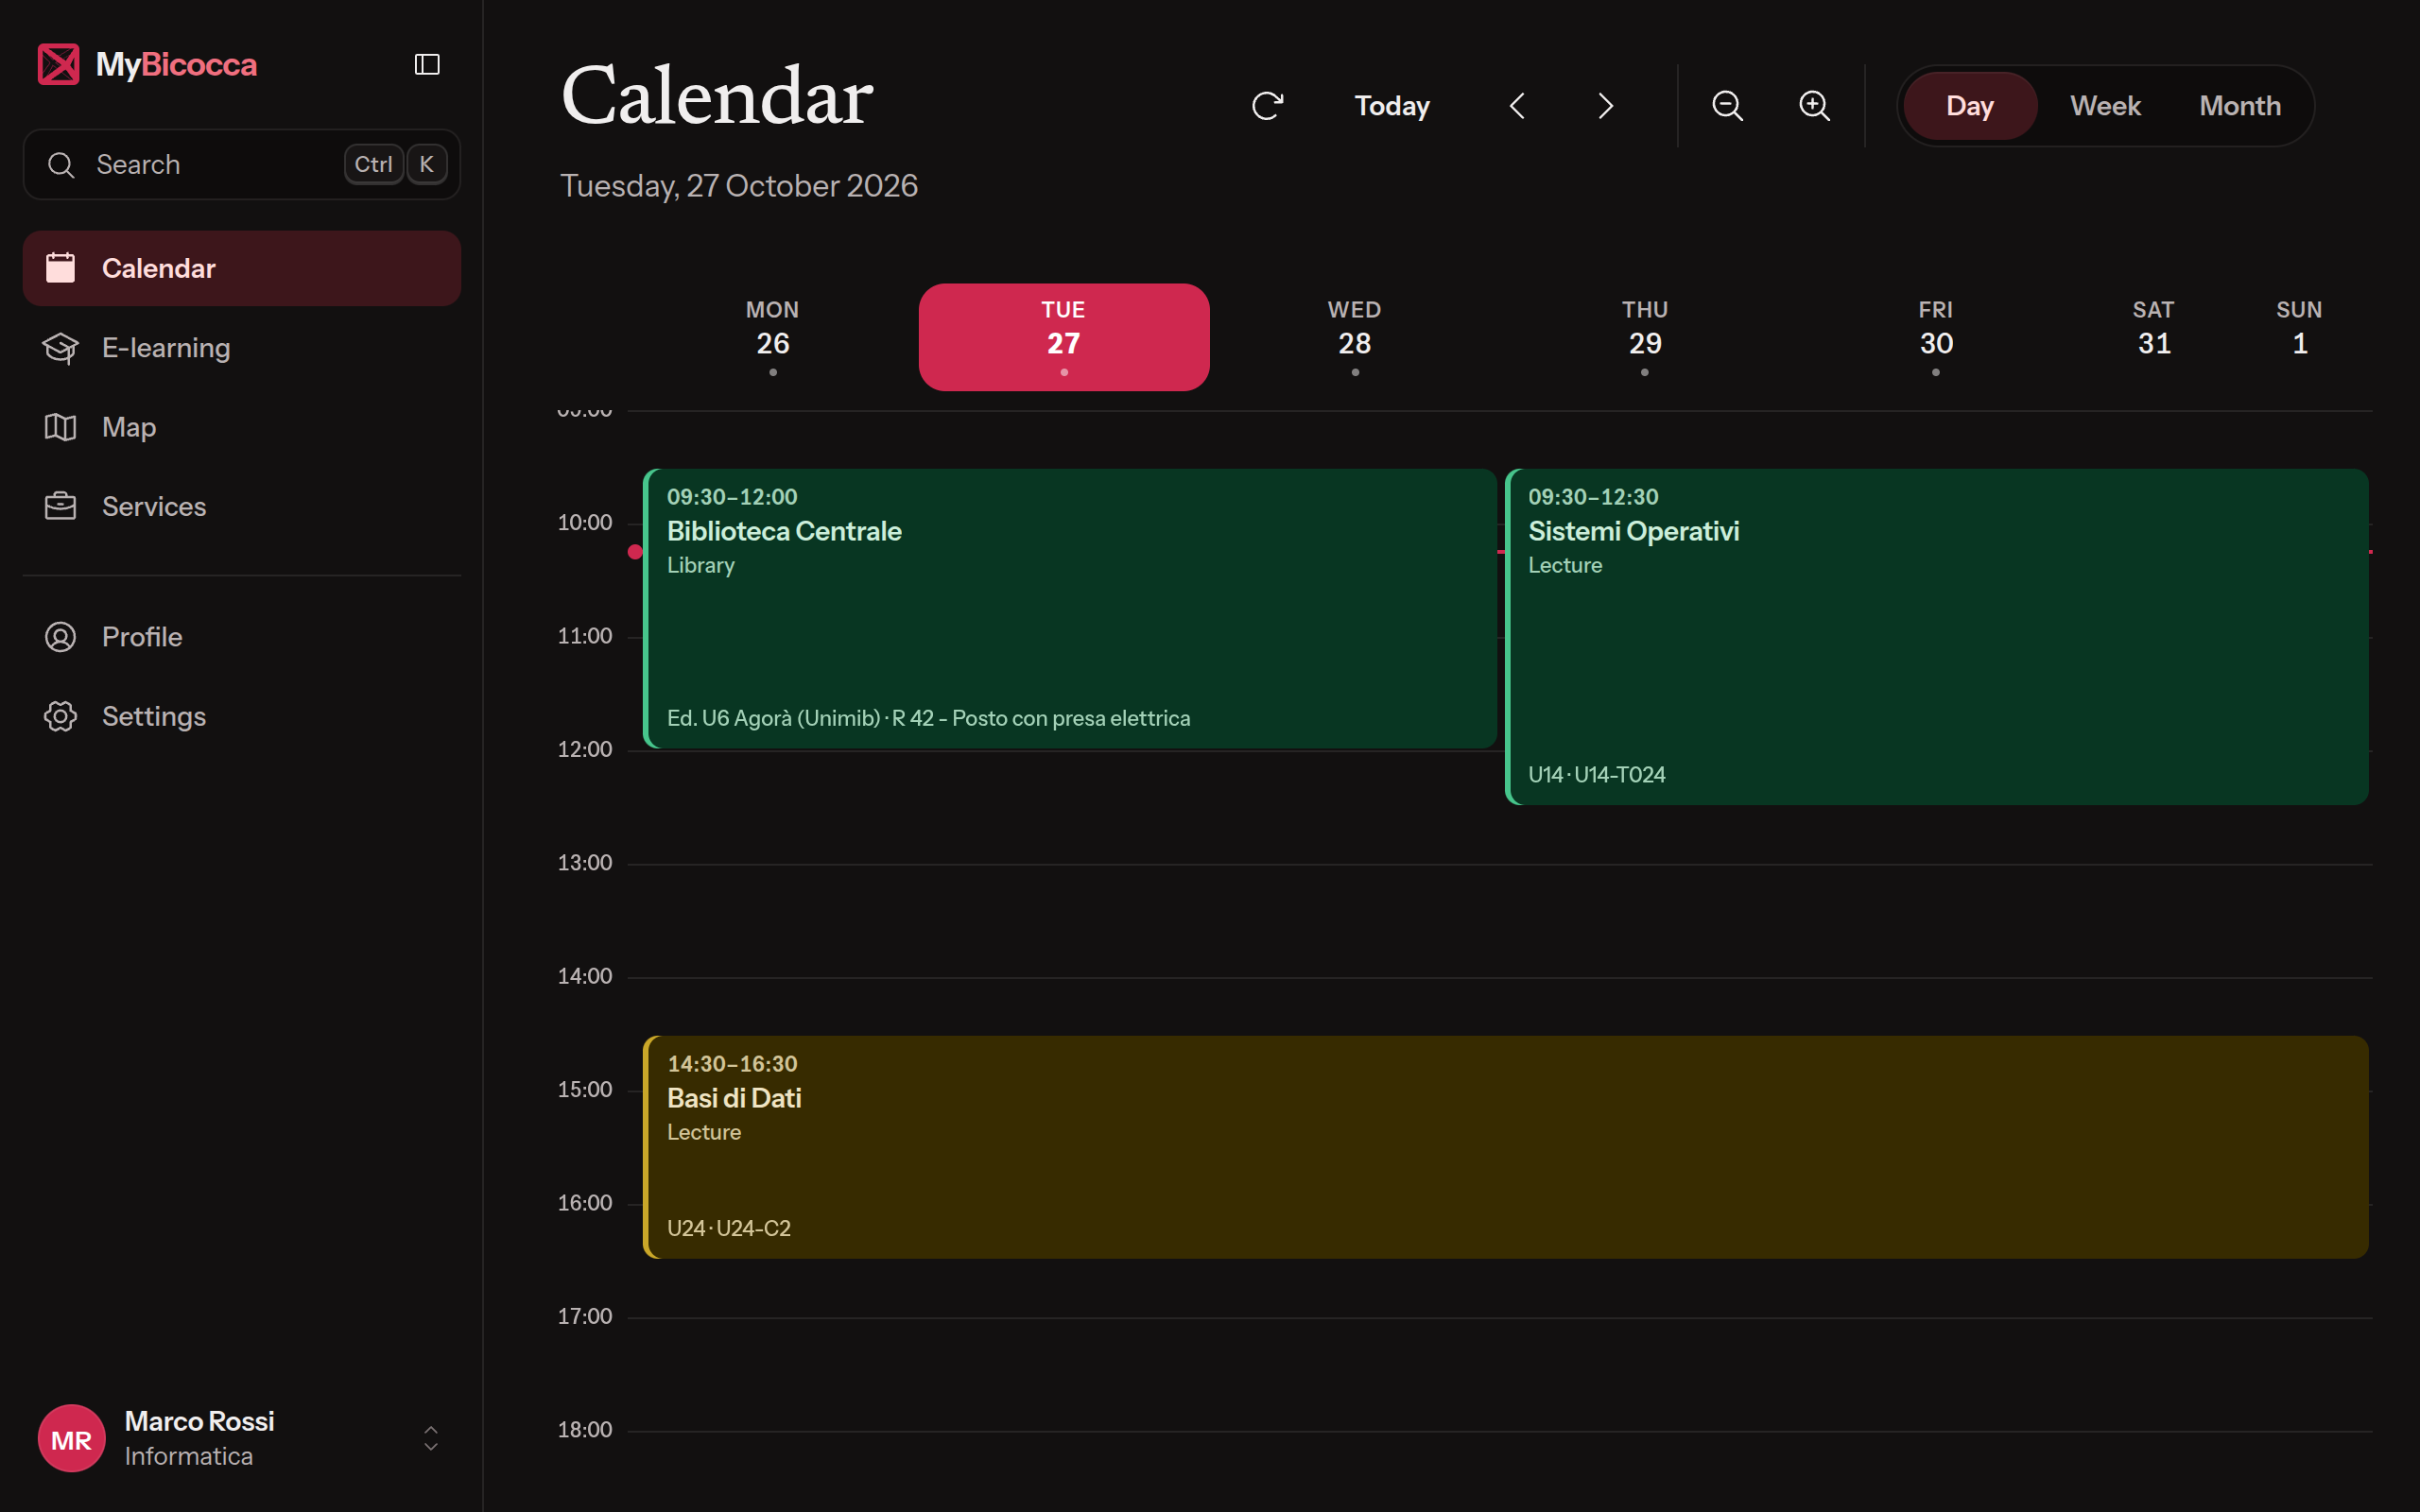 MyBicocca
Search Ctrl K
Calendar
E-learning
Map
Services
Profile
Settings
Marco Rossi
Informatica
MR
Calendar
Tuesday, 27 October 2026
Today
Day Week Month
MON TUE WED THU FRI SAT SUN
26 27 28 29 30 31 1
10:00
11:00
12:00
13:00
14:00
15:00
16:00
17:00
18:00
09:30–12:00
Biblioteca Centrale
Library
Ed. U6 Agorà (Unimib) · R 42 - Posto con presa elettrica
09:30–12:30
Sistemi Operativi
Lecture
U14 · U14-T024
14:30–16:30
Basi di Dati
Lecture
U24 · U24-C2